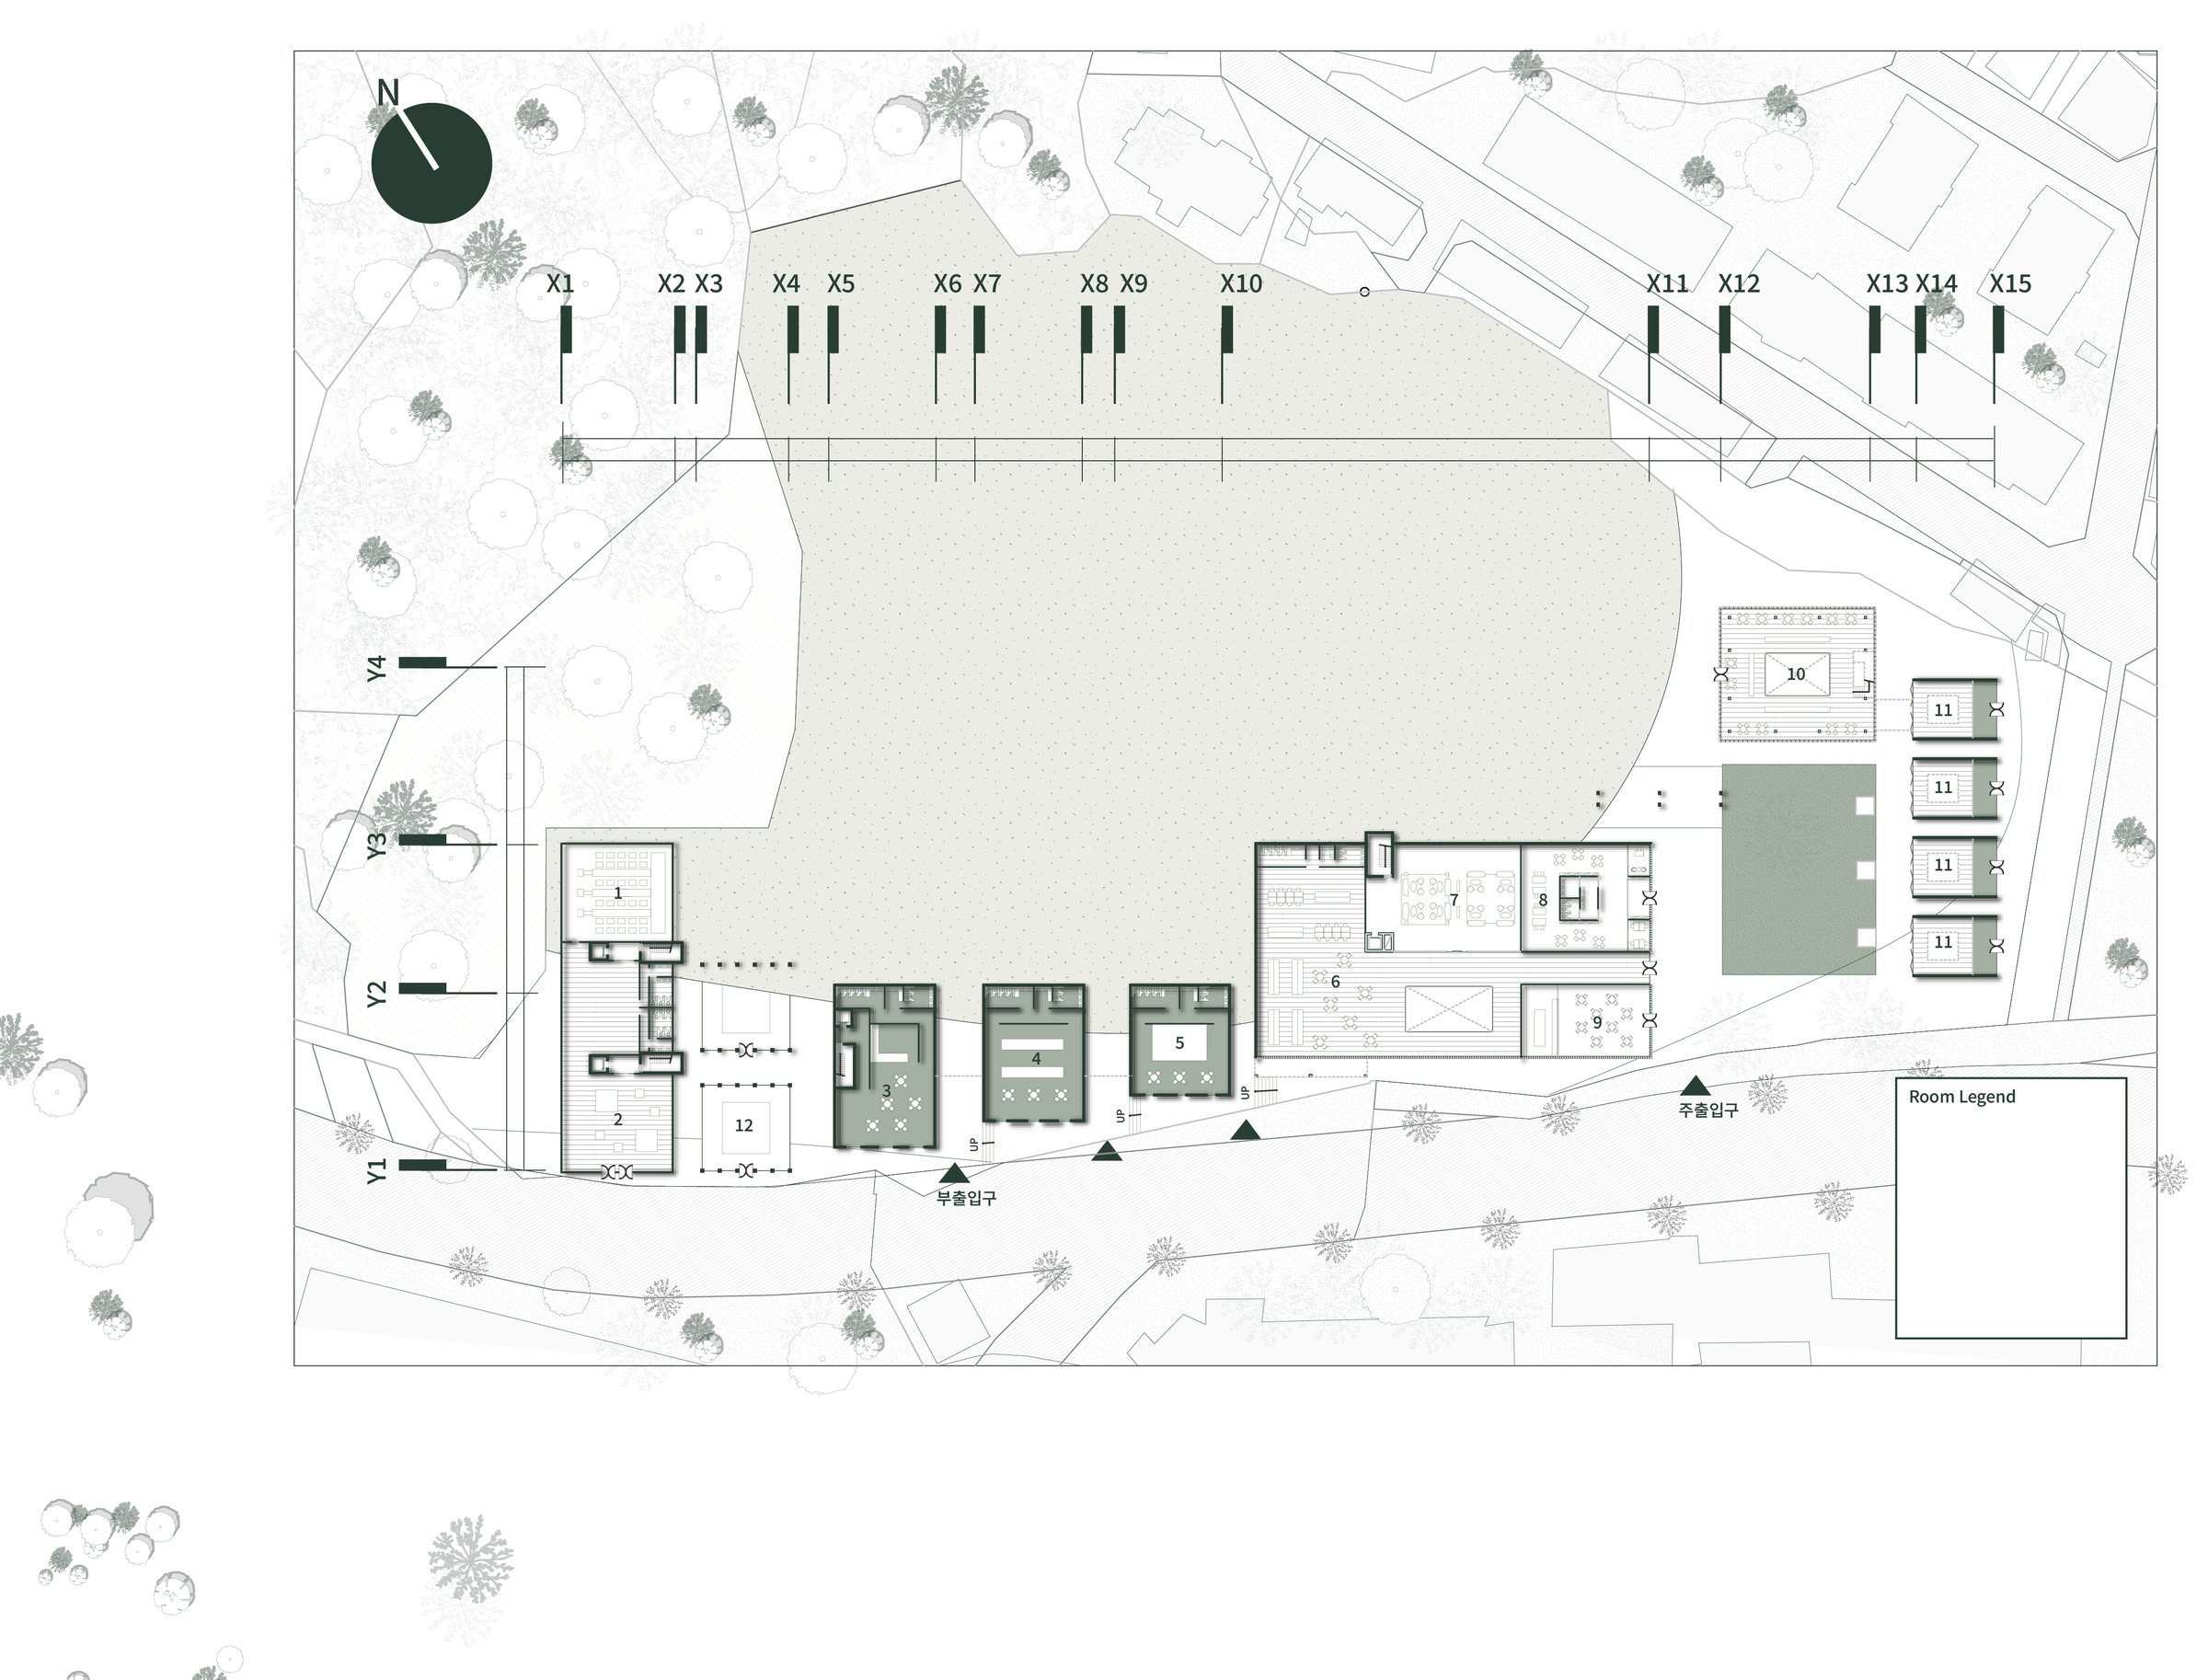 N
X1 X2 X3 X4 X5 X6 X7 X8 X9 X10 X11 X12 X13 X14 X15
Y4
10
11
11
Y3
1
7
8
11
11
Y2
6
9
5
4
3
UP
2
12
UP
UP
주출입구
Room Legend
Y1
부출입구